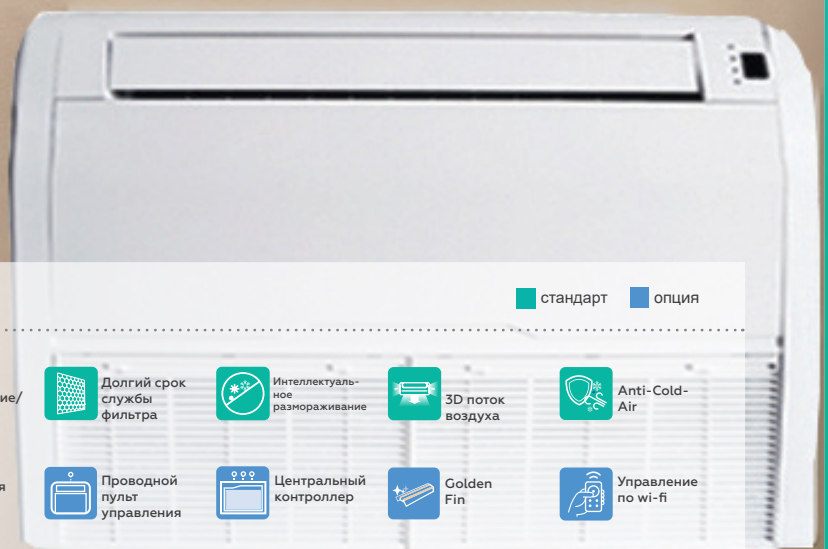 стандарт
опция
ние/
Долгий срок
службы
фильтра
Интеллектуаль-
ное
размораживание
3D поток
воздуха
Anti-Cold-
Air
я
Проводной
пульт
управления
Центральный
контроллер
Golden
Fin
Управление
по wi-fi